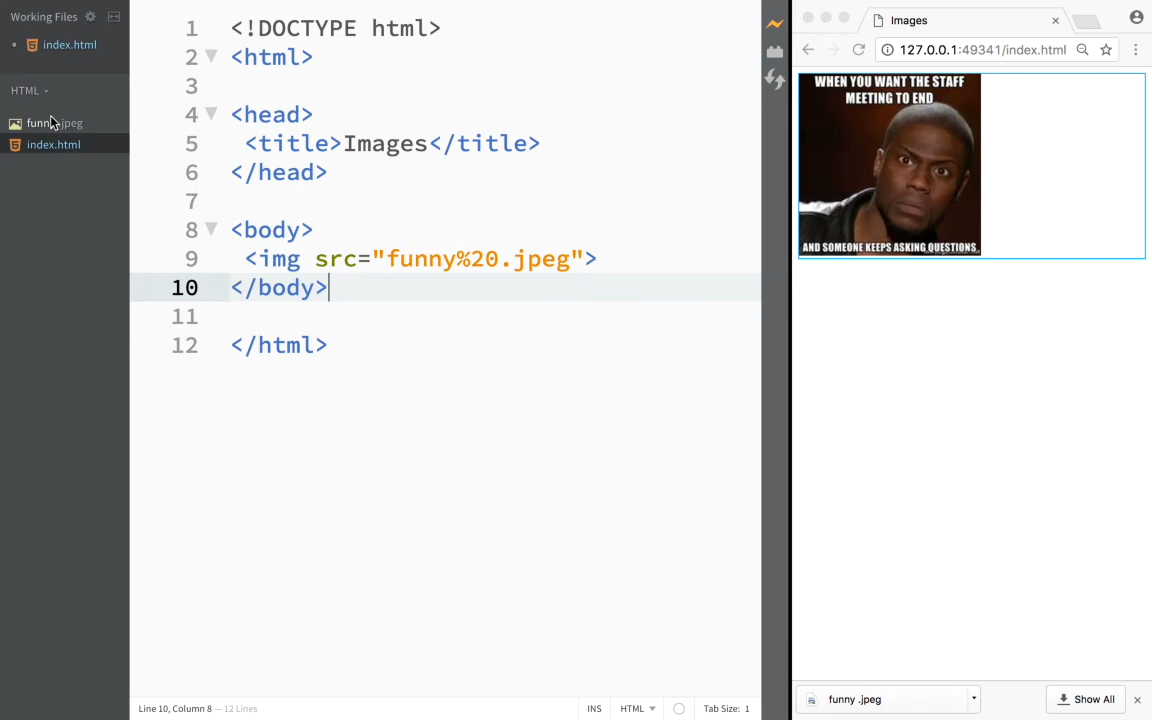 Working Files
index.html
HTML
funny .jpeg
index.html
1 <!DOCTYPE html>
2 <html>
3
4 <head>
5 <title>Images</title>
6 </head>
7
8 <body>
9 <img src="funny%20.jpeg">
10 </body>
11
12 </html>
Line 10, Column 8 — 12 Lines
INS
HTML
Tab Size: 1
Images
127.0.0.1:49341/index.html
WHEN YOU WANT THE STAFF
MEETING TO END
AND SOMEONE KEEPS ASKING QUESTIONS
funny .jpeg
Show All